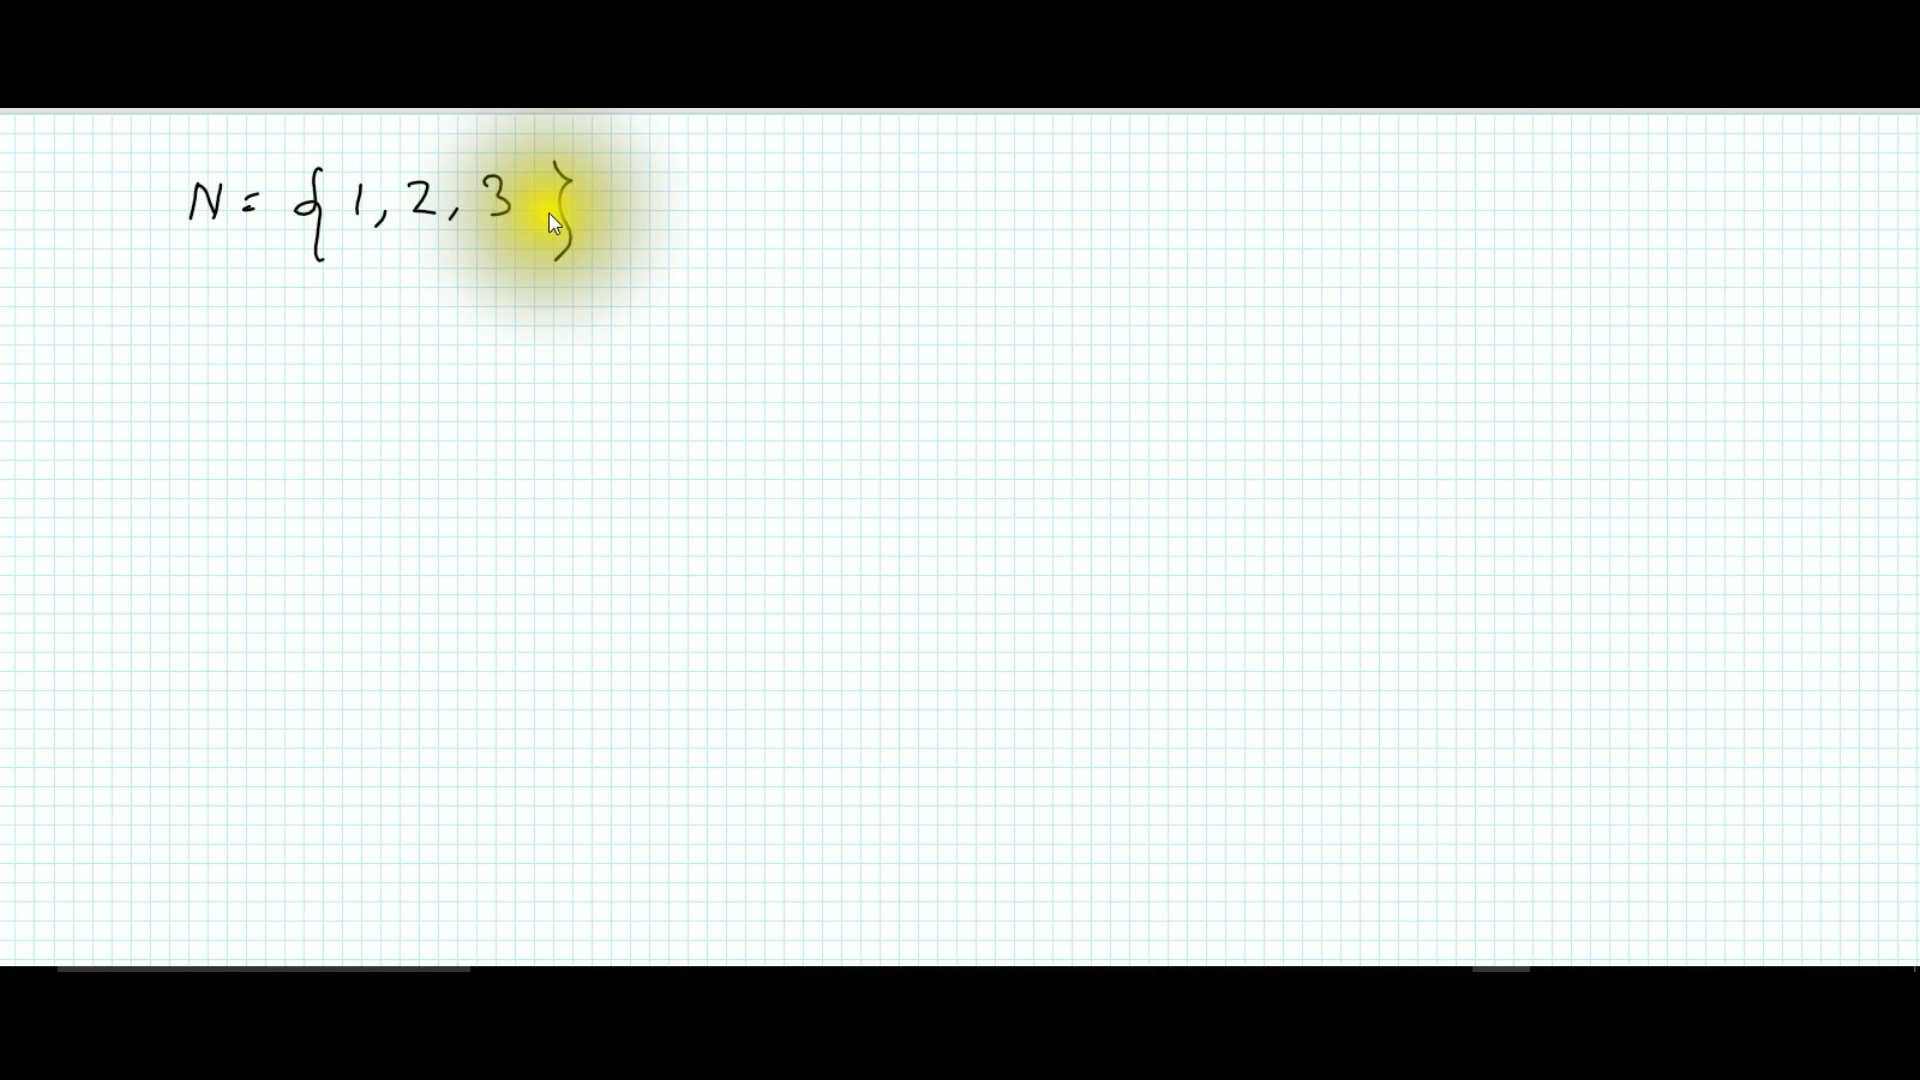 N = { 1, 2, 3 }